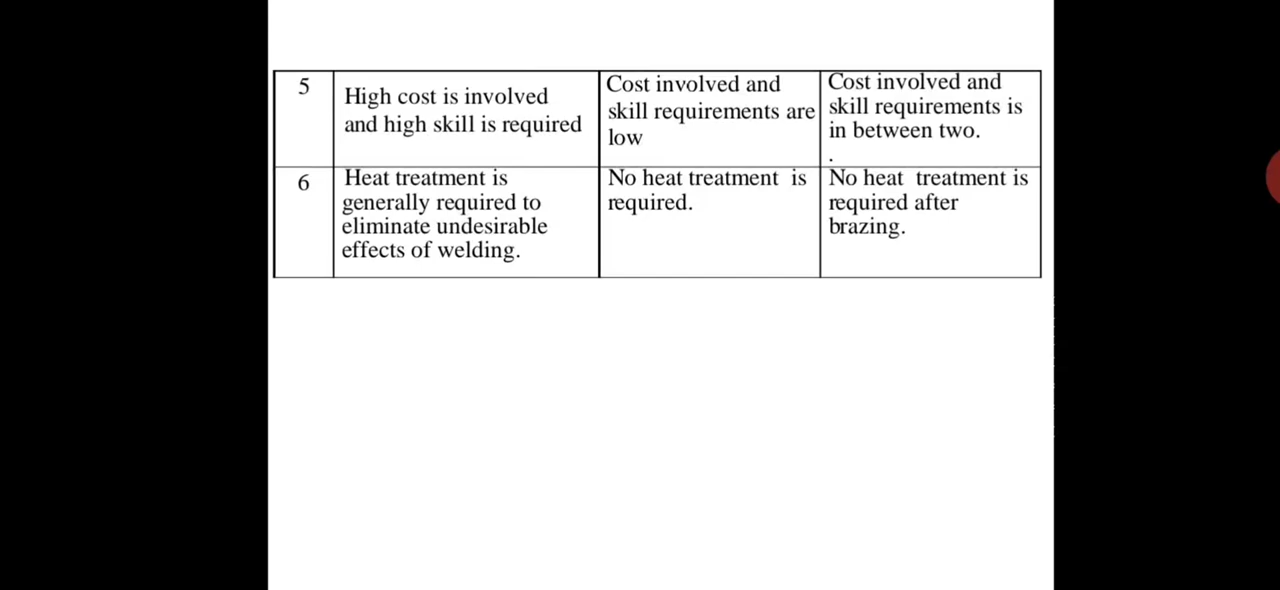 5
High cost is involved
and high skill is required
Cost involved and
skill requirements are
low
Cost involved and
skill requirements is
in between two.
.
6
Heat treatment is
generally required to
eliminate undesirable
effects of welding.
No heat treatment is
required.
No heat treatment is
required after
brazing.